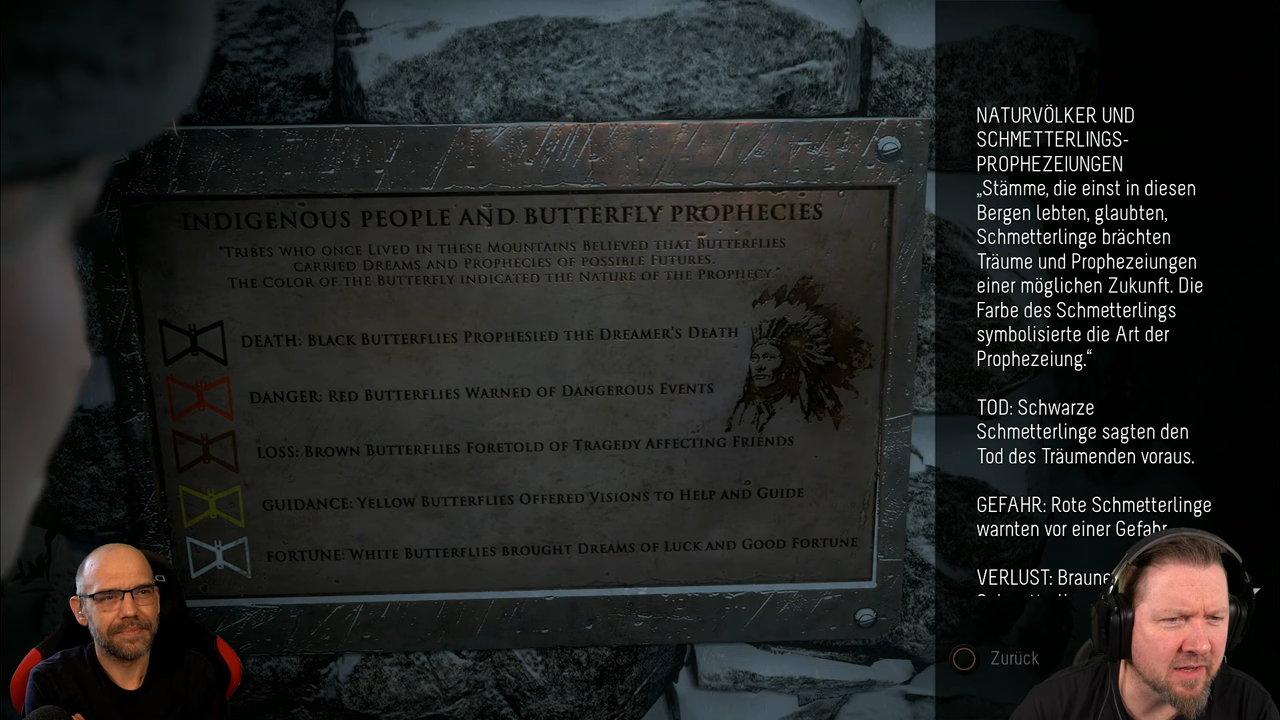 INDIGENOUS PEOPLE AND BUTTERFLY PROPHECIES
"TRIBES WHO ONCE LIVED IN THESE MOUNTAINS BELIEVED THAT BUTTERFLIES
CARRIED DREAMS AND PROPHECIES OF POSSIBLE FUTURES.
THE COLOR OF THE BUTTERFLY INDICATED THE NATURE OF THE PROPHECY."
DEATH: BLACK BUTTERFLIES PROPHESIED THE DREAMER'S DEATH
DANGER: RED BUTTERFLIES WARNED OF DANGEROUS EVENTS
LOSS: BROWN BUTTERFLIES FORETOLD OF TRAGEDY AFFECTING FRIENDS
GUIDANCE: YELLOW BUTTERFLIES OFFERED VISIONS TO HELP AND GUIDE
FORTUNE: WHITE BUTTERFLIES BROUGHT DREAMS OF LUCK AND GOOD FORTUNE
NATURVÖLKER UND
SCHMETTERLINGS-
PROPHEZEIUNGEN
„Stämme, die einst in diesen
Bergen lebten, glaubten,
Schmetterlinge brächten
Träume und Prophezeiungen
einer möglichen Zukunft. Die
Farbe des Schmetterlings
symbolisierte die Art der
Prophezeiung.“
TOD: Schwarze
Schmetterlinge sagten den
Tod des Träumenden voraus.
GEFAHR: Rote Schmetterlinge
warnten vor einer Gefahr
VERLUST: Braune
Zurück